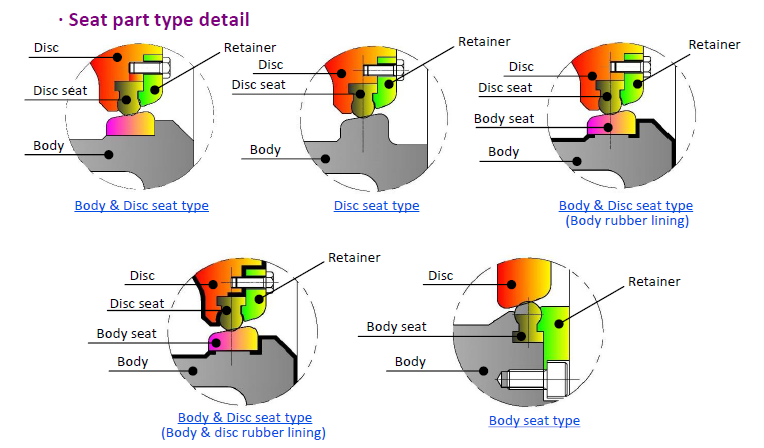 · Seat part type detail
Disc
Retainer
Disc seat
Body
Body & Disc seat type
Disc
Retainer
Disc seat
Body
Disc seat type
Disc
Retainer
Disc seat
Body seat
Body
Body & Disc seat type
(Body rubber lining)
Disc
Retainer
Disc seat
Body seat
Body
Body & Disc seat type
(Body & disc rubber lining)
Disc
Retainer
Body seat
Body
Body seat type